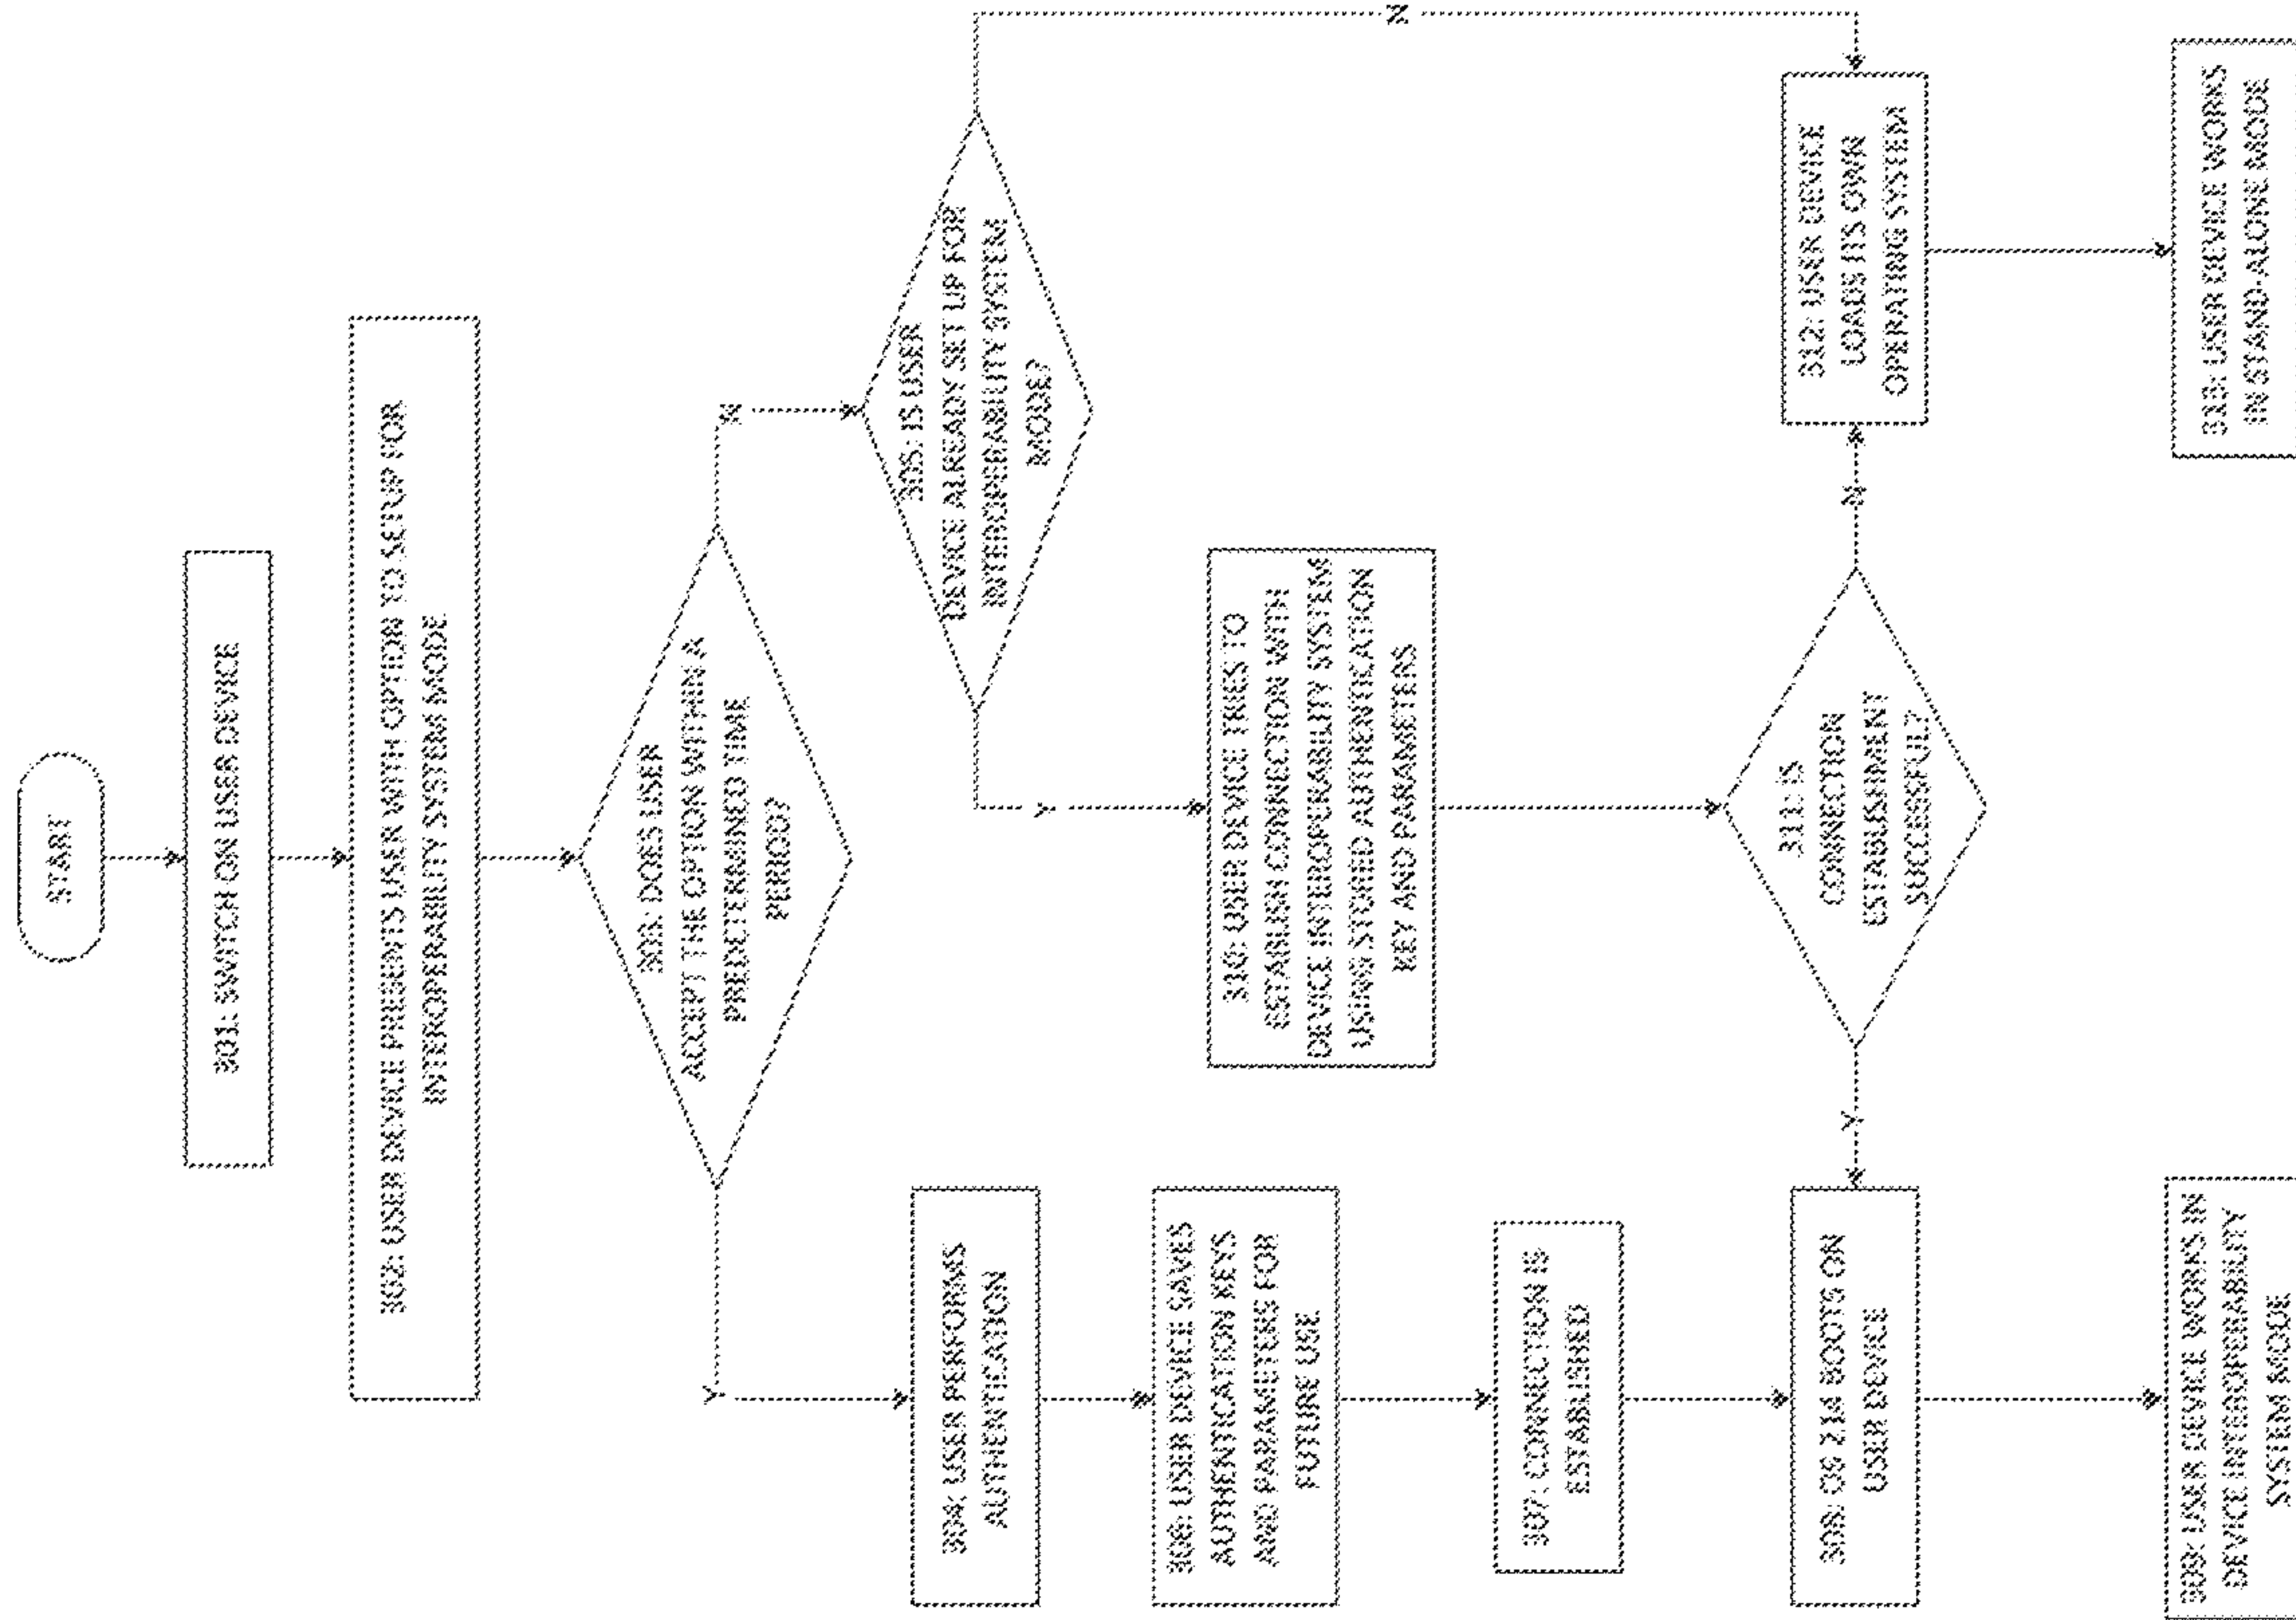 START
301: SWITCH ON USER DEVICE
302: USER DEVICE PRESENTS USER WITH OPTION TO SETUP FOR
INTEROPERABILITY SYSTEM MODE
303: DOES USER
ACCEPT THE OPTION WITHIN A
PREDETERMINED TIME
PERIOD?
Y
N
304: USER PERFORMS
AUTHENTICATION
305: IS USER
DEVICE ALREADY SET UP FOR
INTEROPERABILITY SYSTEM
MODE?
Y
N
306: USER DEVICE SAVES
AUTHENTICATION KEYS
AND PARAMETERS FOR
FUTURE USE
310: USER DEVICE TRIES TO
ESTABLISH CONNECTION WITH
DEVICE INTEROPERABILITY SYSTEM
USING STORED AUTHENTICATION
KEY AND PARAMETERS
307: CONNECTION IS
ESTABLISHED
308: OS 214 BOOTS ON
USER DEVICE
Y
311: IS
CONNECTION
ESTABLISHMENT
SUCCESSFUL?
N
312: USER DEVICE
LOADS ITS OWN
OPERATING SYSTEM
309: USER DEVICE WORKS IN
DEVICE INTEROPERABILITY
SYSTEM MODE
313: USER DEVICE WORKS
IN STAND-ALONE MODE